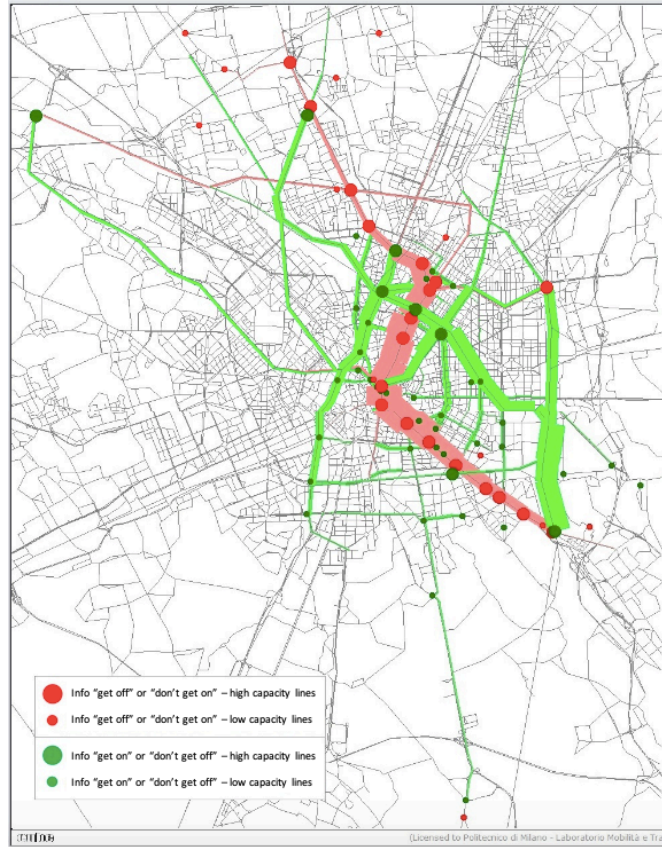 Info “get off” or “don’t get on” – high capacity lines
Info “get off” or “don’t get on” – low capacity lines
Info “get on” or “don’t get off” – high capacity lines
Info “get on” or “don’t get off” – low capacity lines
(Licensed to Politecnico di Milano - Laboratorio Mobilità e Tra